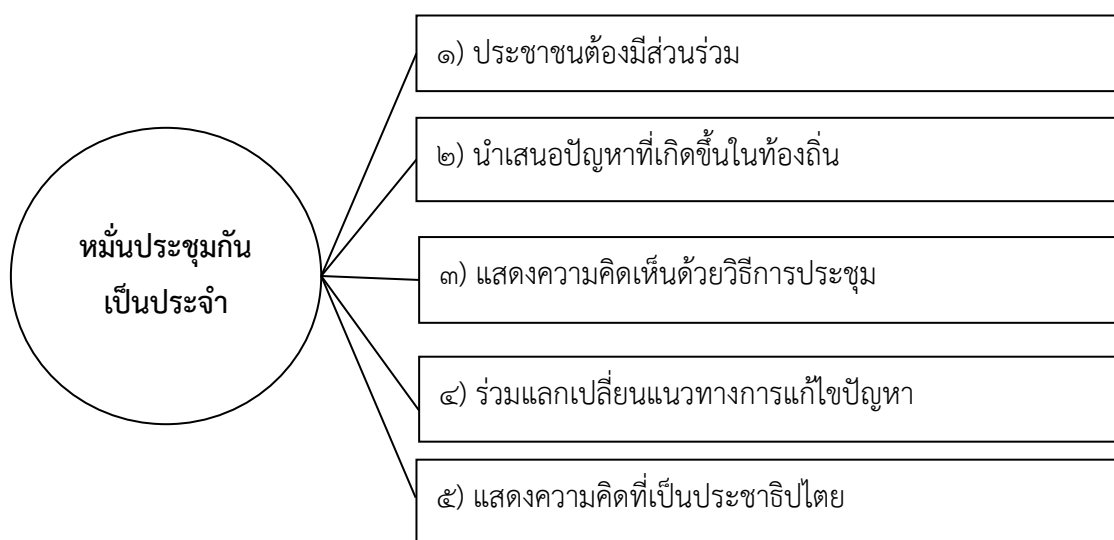 หมั่นประชุมกัน
เป็นประจำ
๑) ประชาชนต้องมีส่วนร่วม
๒) นำเสนอปัญหาที่เกิดขึ้นในท้องถิ่น
๓) แสดงความคิดเห็นด้วยวิธีการประชุม
๔) ร่วมแลกเปลี่ยนแนวทางการแก้ไขปัญหา
๕) แสดงความคิดที่เป็นประชาธิปไตย